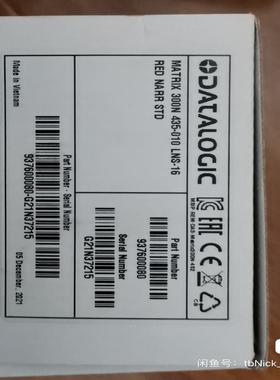 DATALOGIC
MATRIX 300N 435-010 LNS-16
RED NARR STD
Part Number
937600080
Serial Number
G21N37215
Part Number - Serial Number
937600080-G21N37215
Made in Vietnam
05 December, 2021
闲鱼号: tbNick_